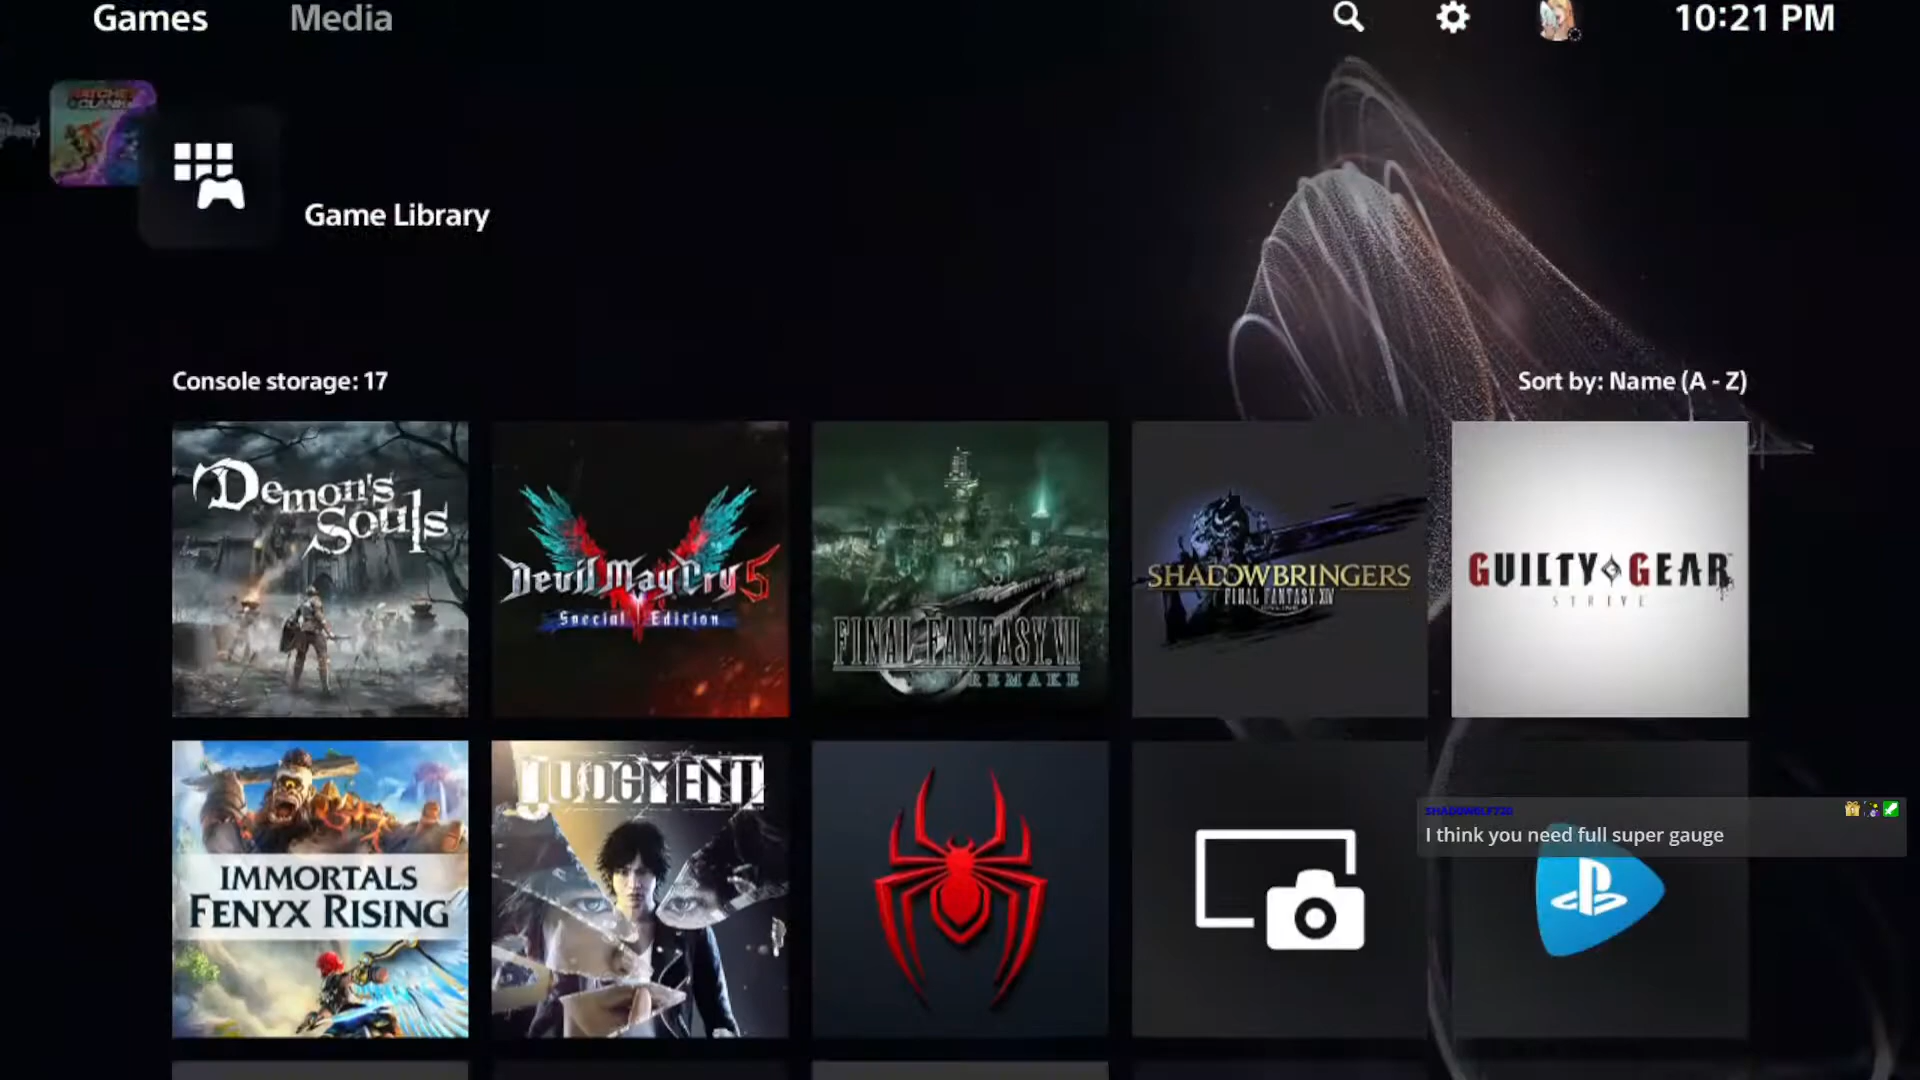 Games
Media
10:21 PM
RATCHET
& CLANK
Game Library
Console storage: 17
Sort by: Name (A - Z)
Demon's
Souls
Devil May Cry 5
Special Edition
FINAL FANTASY VII
REMAKE
SHADOWBRINGERS
FINAL FANTASY XIV
GUILTY GEAR
STRIVE
IMMORTALS
FENYX RISING
JUDGMENT
I think you need full super gauge